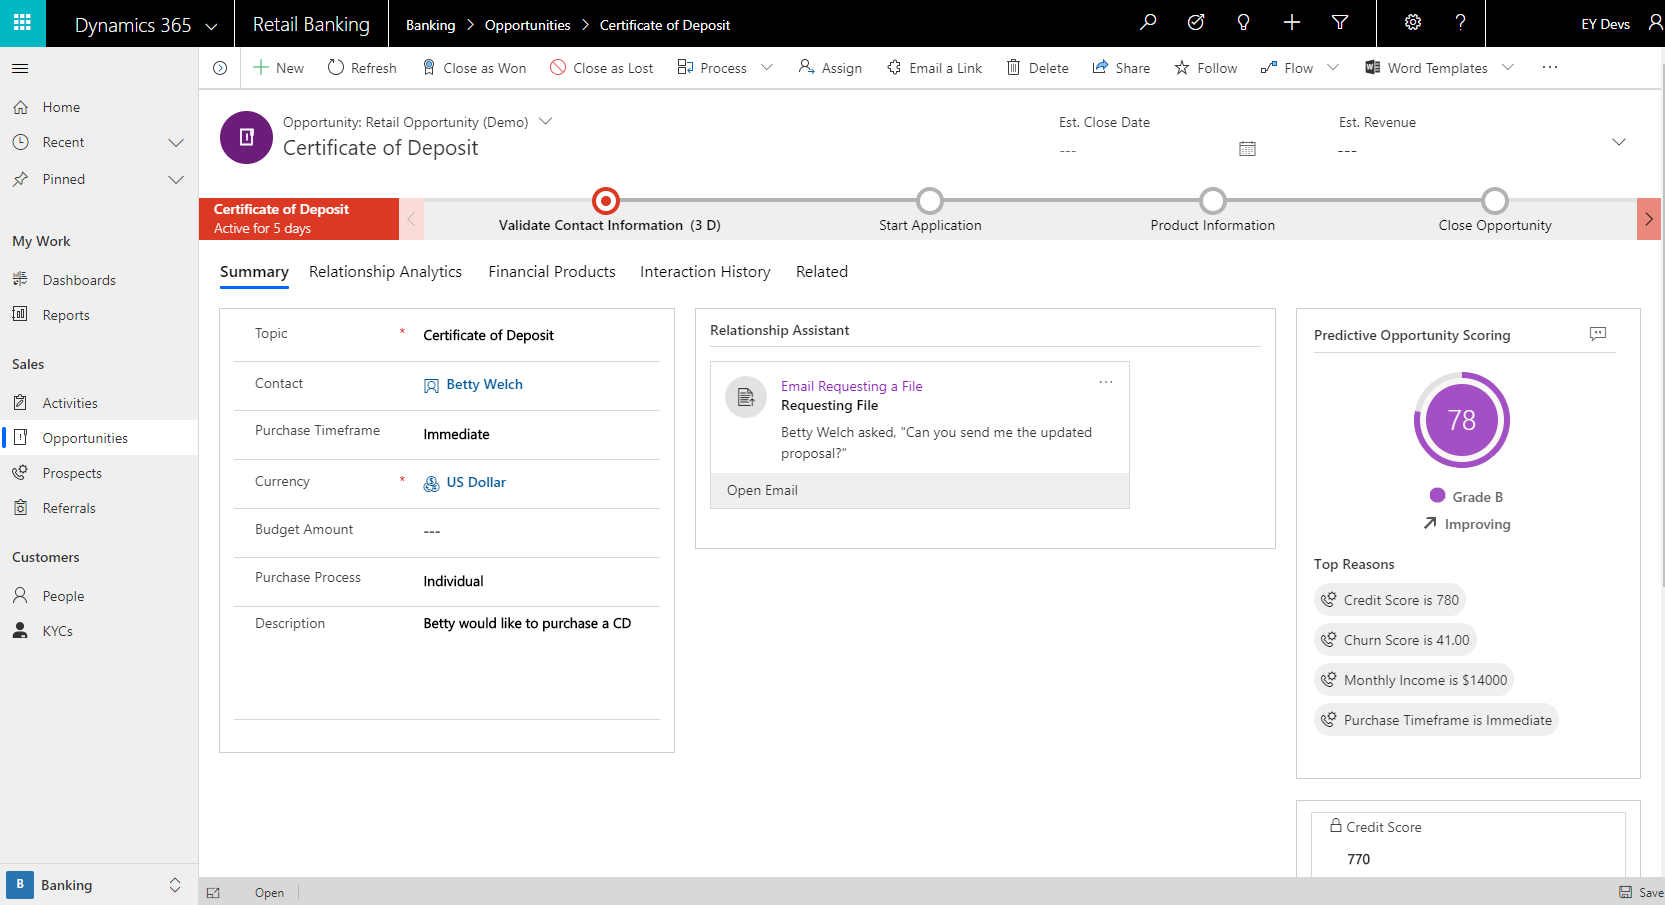 Dynamics 365
Retail Banking
Banking > Opportunities > Certificate of Deposit
EY Devs
New
Refresh
Close as Won
Close as Lost
Process
Assign
Email a Link
Delete
Share
Follow
Flow
Word Templates
...
Home
Recent
Pinned
My Work
Dashboards
Reports
Sales
Activities
Opportunities
Prospects
Referrals
Customers
People
KYCs
B
Banking
Opportunity: Retail Opportunity (Demo)
Certificate of Deposit
Est. Close Date
---
Est. Revenue
---
Certificate of Deposit
Active for 5 days
Validate Contact Information (3 D)
Start Application
Product Information
Close Opportunity
Summary
Relationship Analytics
Financial Products
Interaction History
Related
Topic * Certificate of Deposit
Contact Betty Welch
Purchase Timeframe Immediate
Currency * US Dollar
Budget Amount ---
Purchase Process Individual
Description Betty would like to purchase a CD
Relationship Assistant
Email Requesting a File
...
Requesting File
Betty Welch asked, "Can you send me the updated
proposal?"
Open Email
Predictive Opportunity Scoring
78
Grade B
Improving
Top Reasons
Credit Score is 780
Churn Score is 41.00
Monthly Income is $14000
Purchase Timeframe is Immediate
Credit Score
770
Open
Save